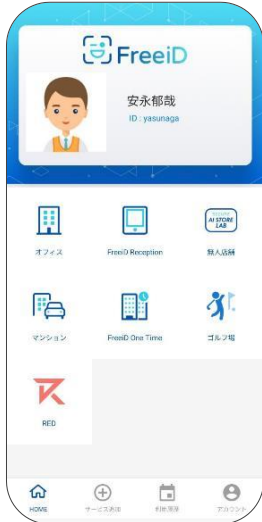 FreeiD
安永郁哉
ID : yasunaga
オフィス
FreeiD Reception
AI STORE
LAB
無人店舗
マンション
FreeiD One Time
ゴルフ場
RED
HOME
サービス追加
利用履歴
アカウント